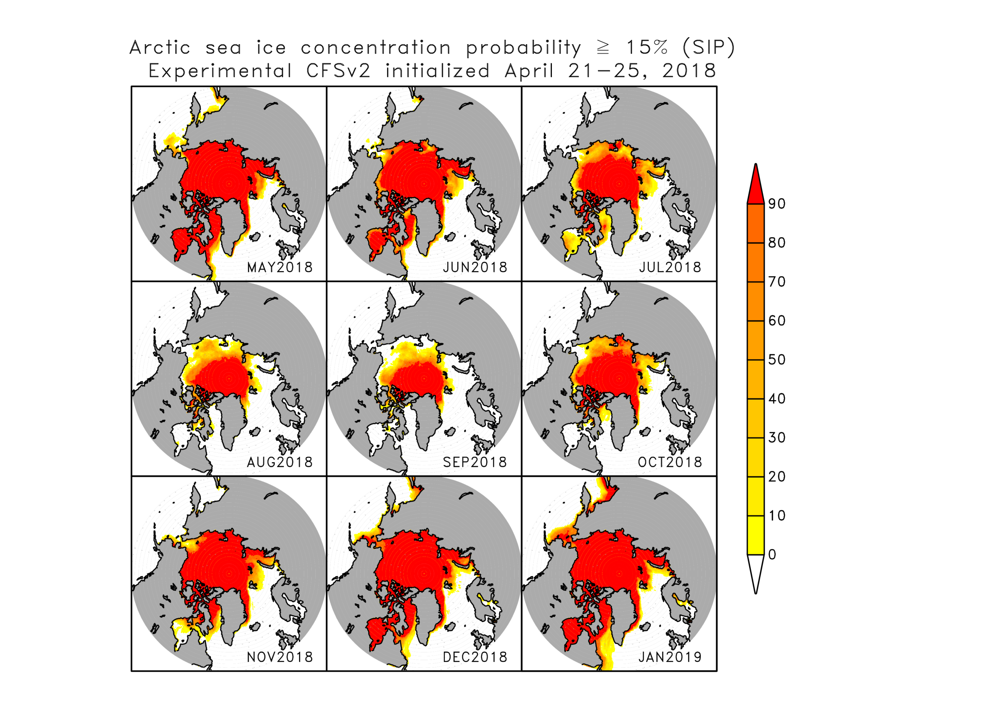 Arctic sea ice concentration probability ≧ 15% (SIP)
Experimental CFSv2 initialized April 21-25, 2018
MAY2018
JUN2018
JUL2018
AUG2018
SEP2018
OCT2018
NOV2018
DEC2018
JAN2019
90
80
70
60
50
40
30
20
10
0